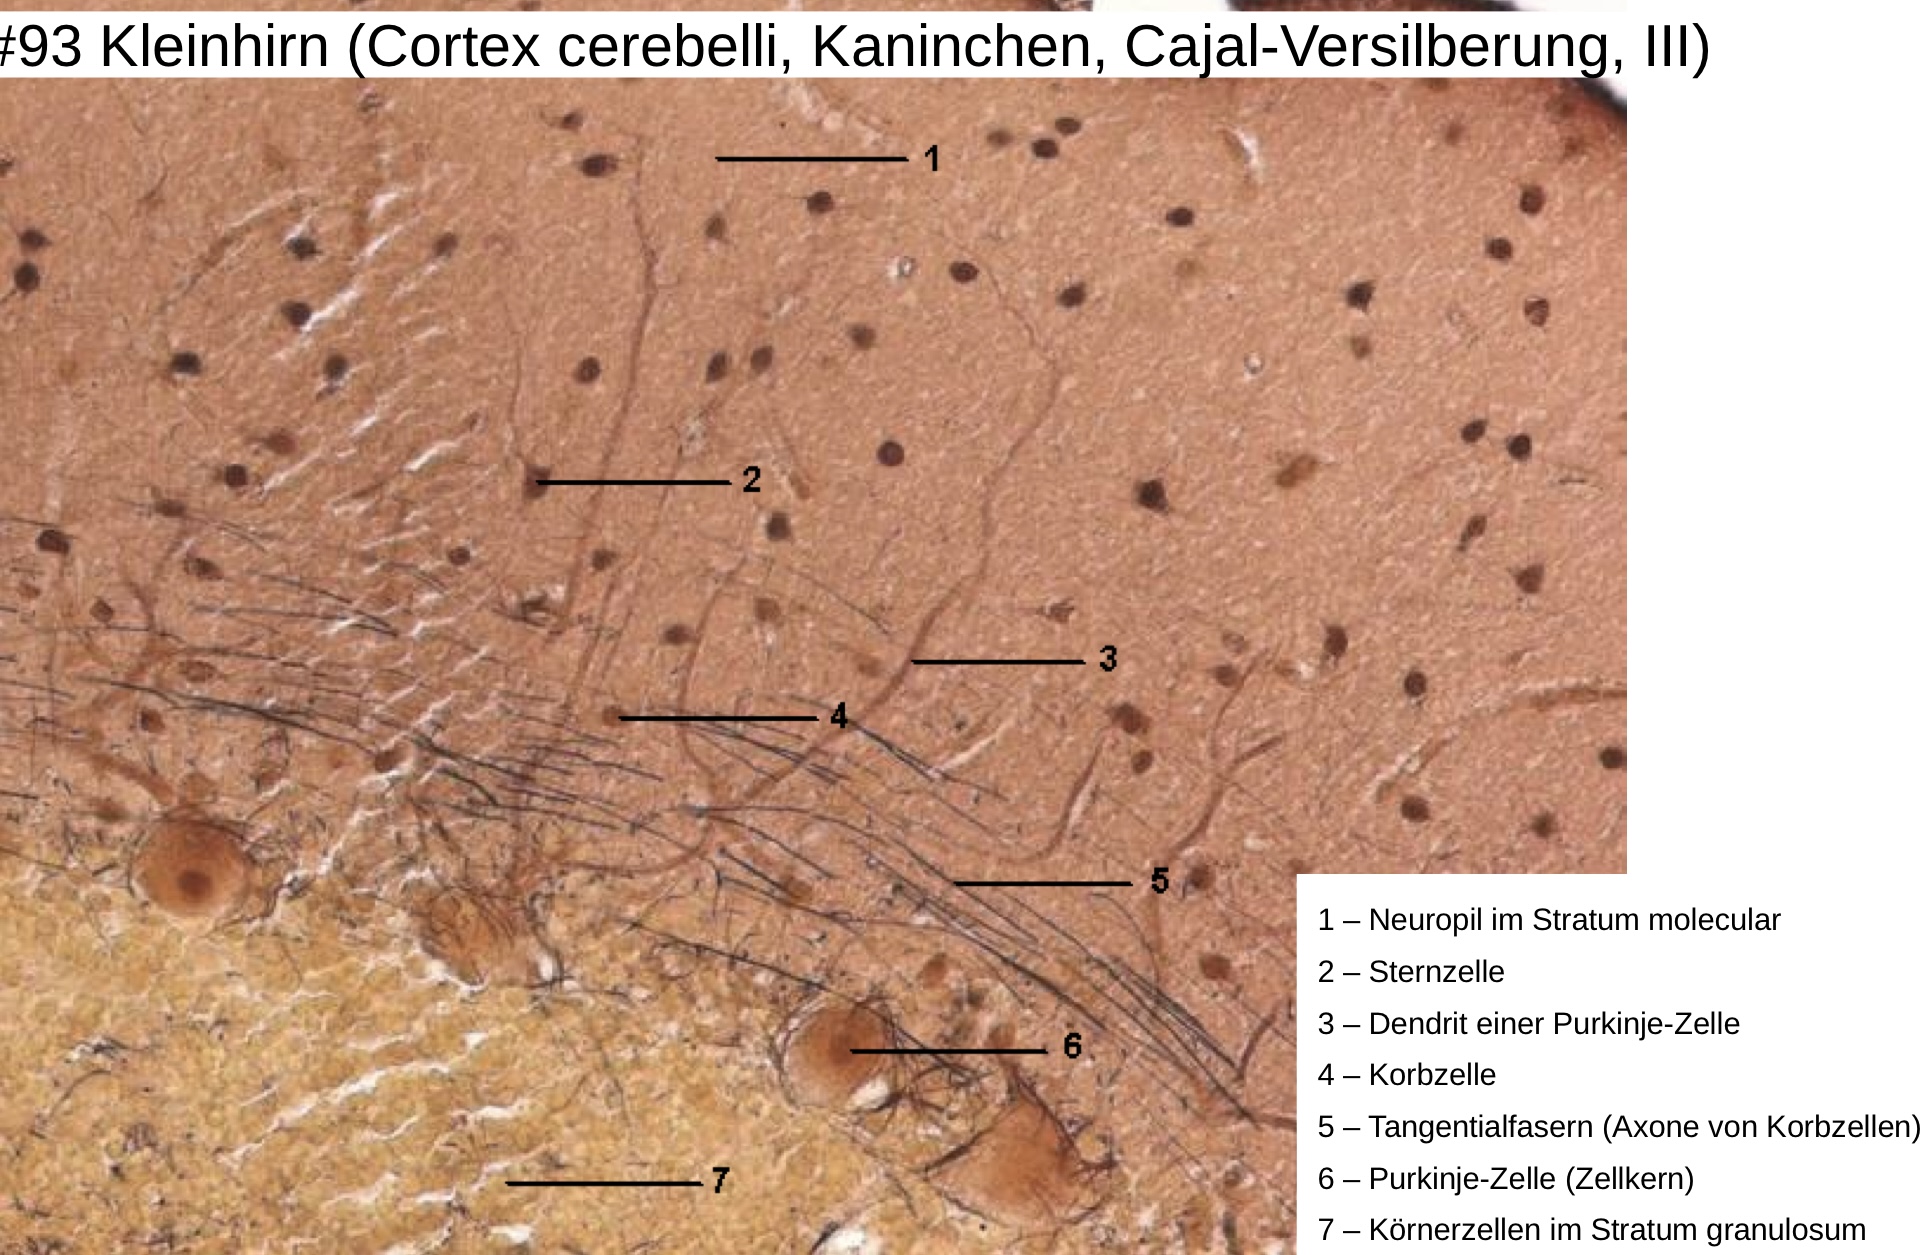 #93 Kleinhirn (Cortex cerebelli, Kaninchen, Cajal-Versilberung, III)
1
2
3
4
5
6
7
1 – Neuropil im Stratum molecular
2 – Sternzelle
3 – Dendrit einer Purkinje-Zelle
4 – Korbzelle
5 – Tangentialfasern (Axone von Korbzellen)
6 – Purkinje-Zelle (Zellkern)
7 – Körnerzellen im Stratum granulosum